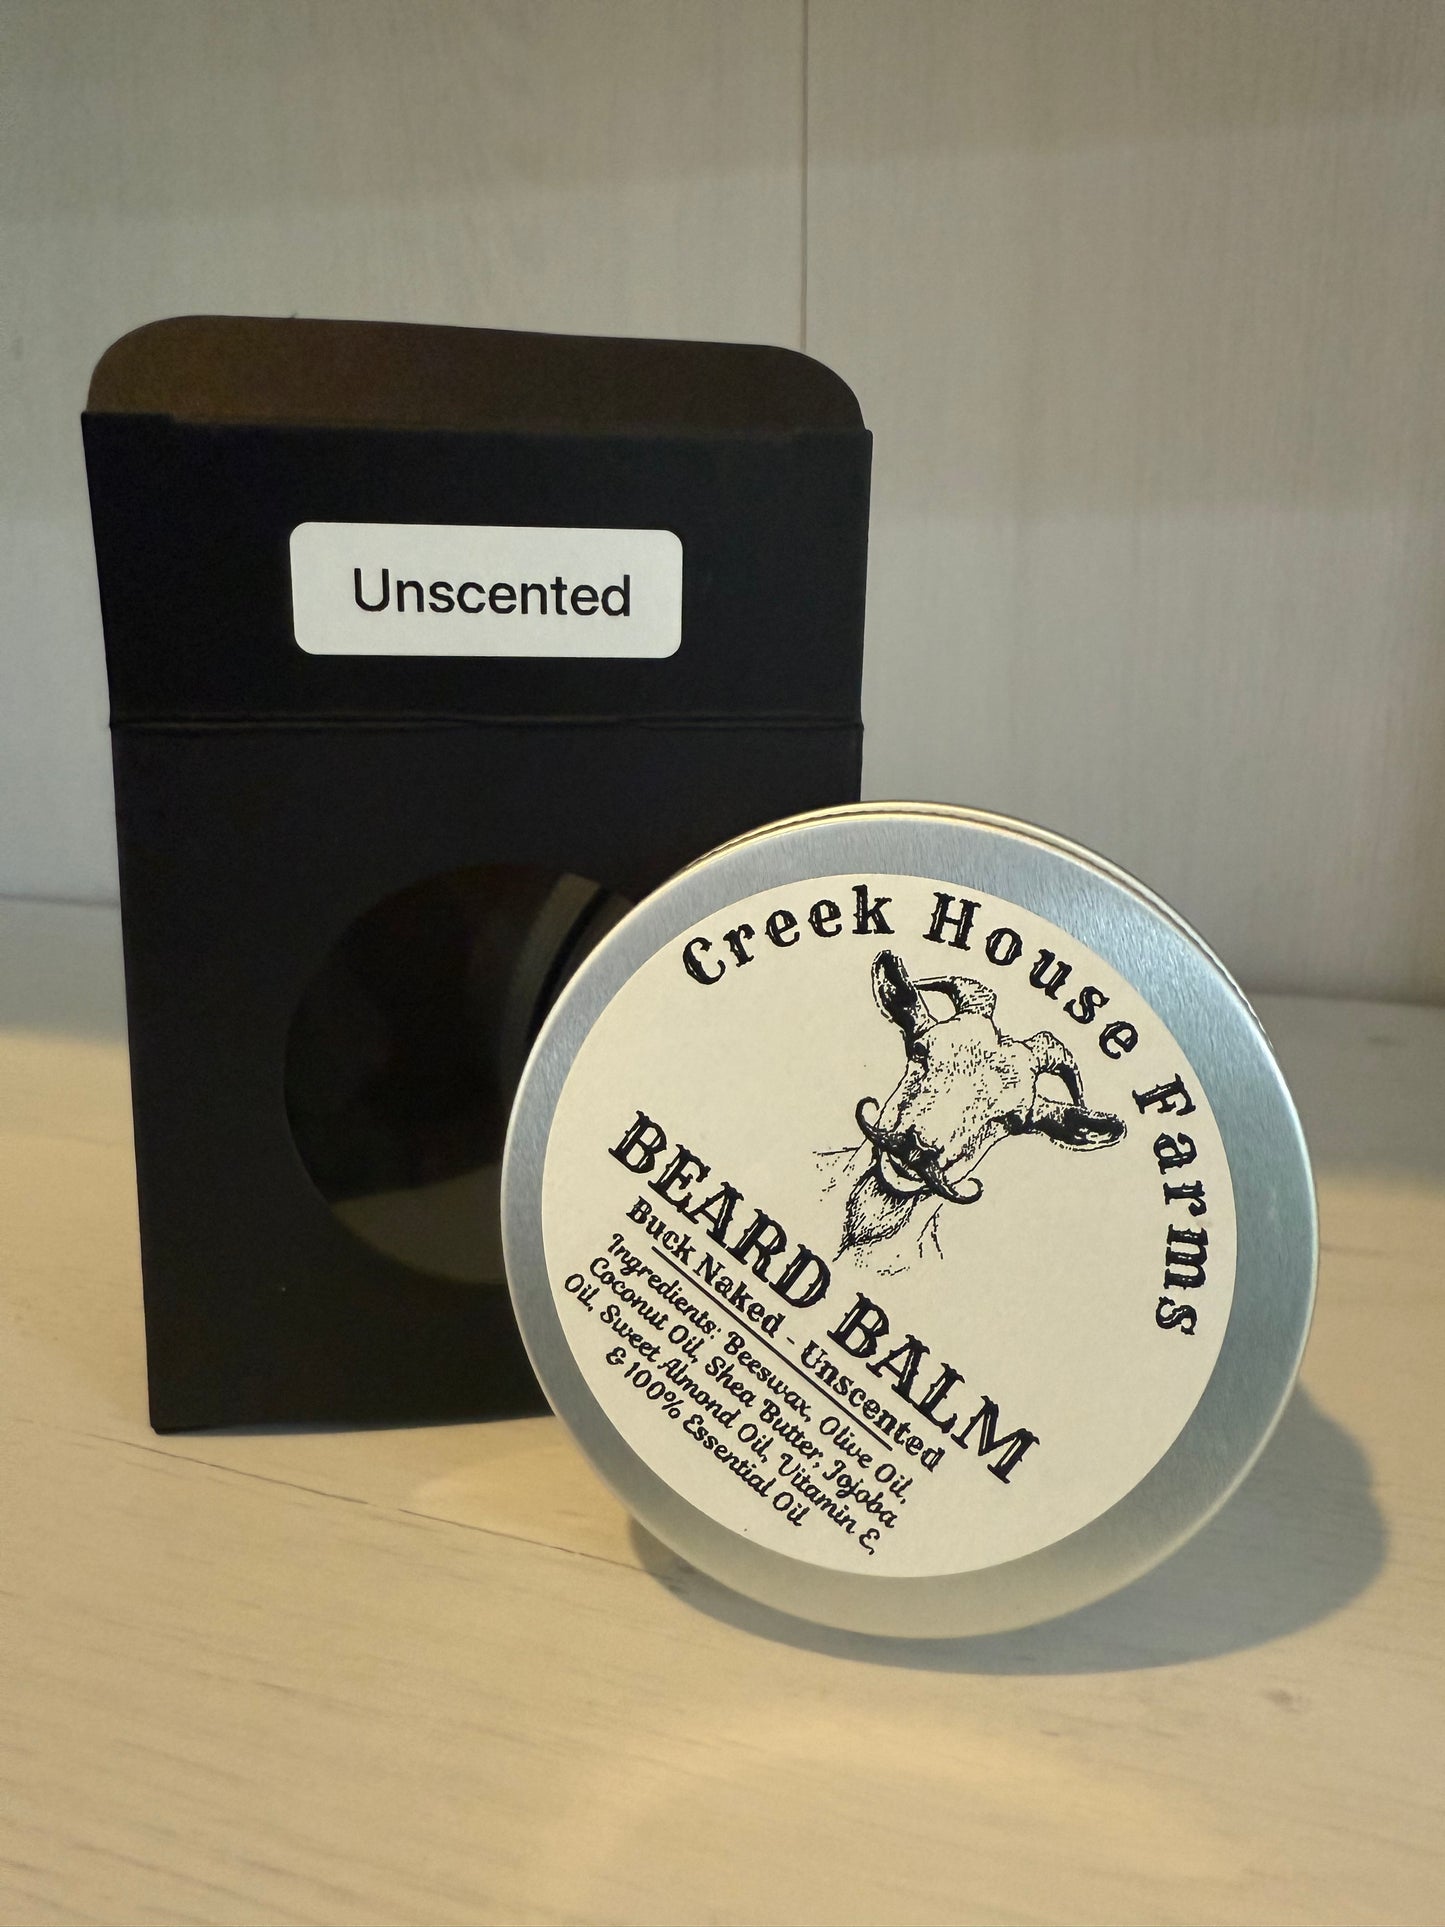 Unscented
Creek House Farms
BEARD BALM
Buck Naked - Unscented
Ingredients: Beeswax, Olive Oil,
Coconut Oil, Shea Butter, Jojoba
Oil, Sweet Almond Oil, Vitamin E,
& 100% Essential Oil